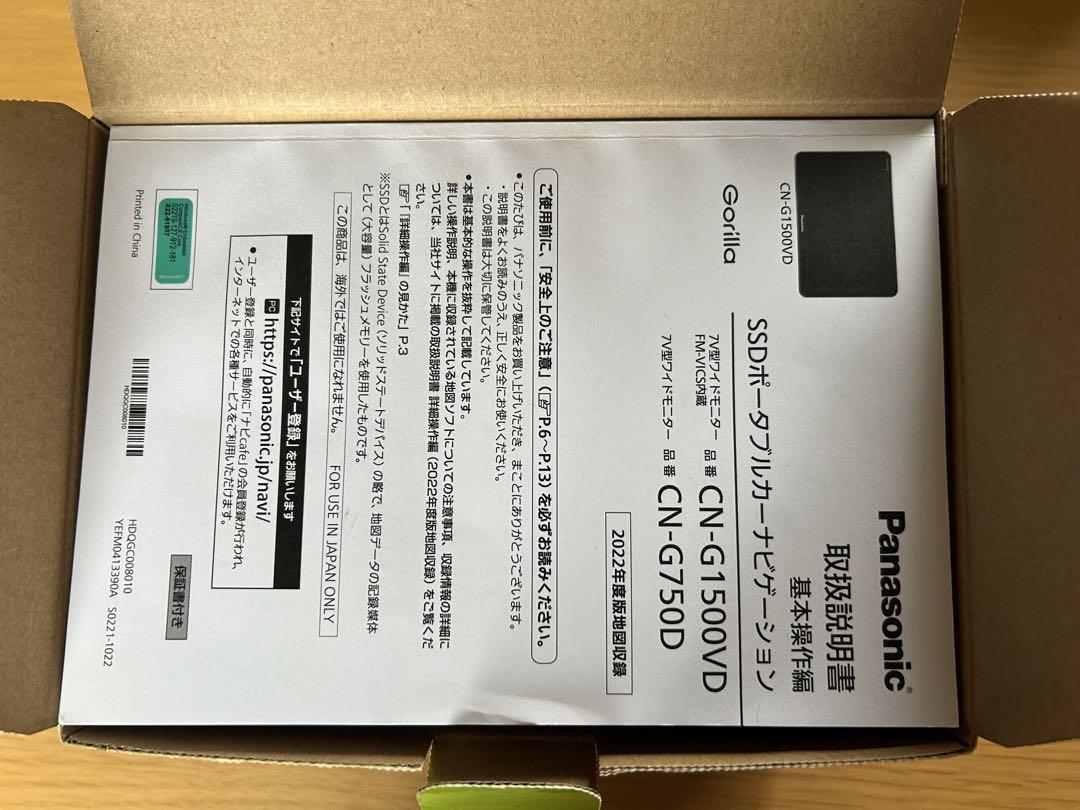 Panasonic®
取扱説明書
基本操作編
SSDポータブルカーナビゲーション
7V型ワイドモニター 品番 CN-G1500VD
FM-VICS内蔵
7V型ワイドモニター 品番 CN-G750D
2022年度版地図収録
CN-G1500VD
Gorilla
ご使用前に、「安全上のご注意」(P.6~P.13)を必ずお読みください。
•このたびは、パナソニック製品をお買い上げいただき、まことにありがとうございます。
・説明書をよくお読みのうえ、正しく安全にお使いください。
・この説明書は大切に保管してください。
•本書は基本的な操作を抜粋して記載しています。
詳しい操作説明、本機に収録されている地図ソフトについての注意事項、収録情報の詳細に
ついては、当社サイトに掲載の取扱説明書 詳細操作編(2022年度版地図収録)をご覧くだ
さい。
「「詳細操作編」の見かた」P.3
※SSDとはSolid State Device(ソリッドステートデバイス)の略で、地図データの記録媒体
として(大容量)フラッシュメモリーを使用したものです。
この商品は、海外ではご使用になれません。 FOR USE IN JAPAN ONLY
下記サイトで「ユーザー登録」をお願いします
PC https://panasonic.jp/navi/
•ユーザー登録と同時に、自動的に「ナビcafe」の会員登録が行われ、
インターネットでの各種サービスをご利用いただけます。
保証書付き
Windows® Embedded
02219-127-912-181
X22-61857
Microsoft®
Printed in China
HDQGC008010
HDQGC008010
YEFM0413390A S0221-1022